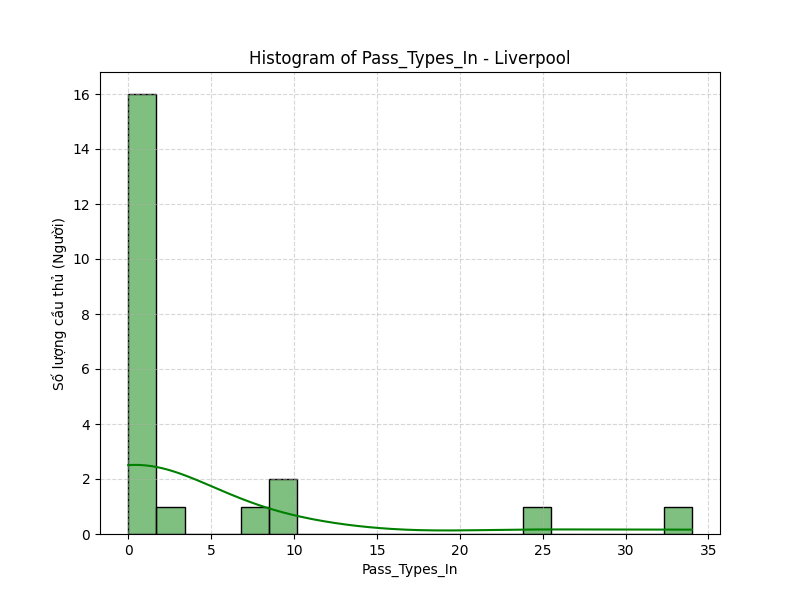 Histogram of Pass_Types_In - Liverpool
Số lượng cầu thủ (Người)
16
14
12
10
8
6
4
2
0
0 5 10 15 20 25 30 35
Pass_Types_In